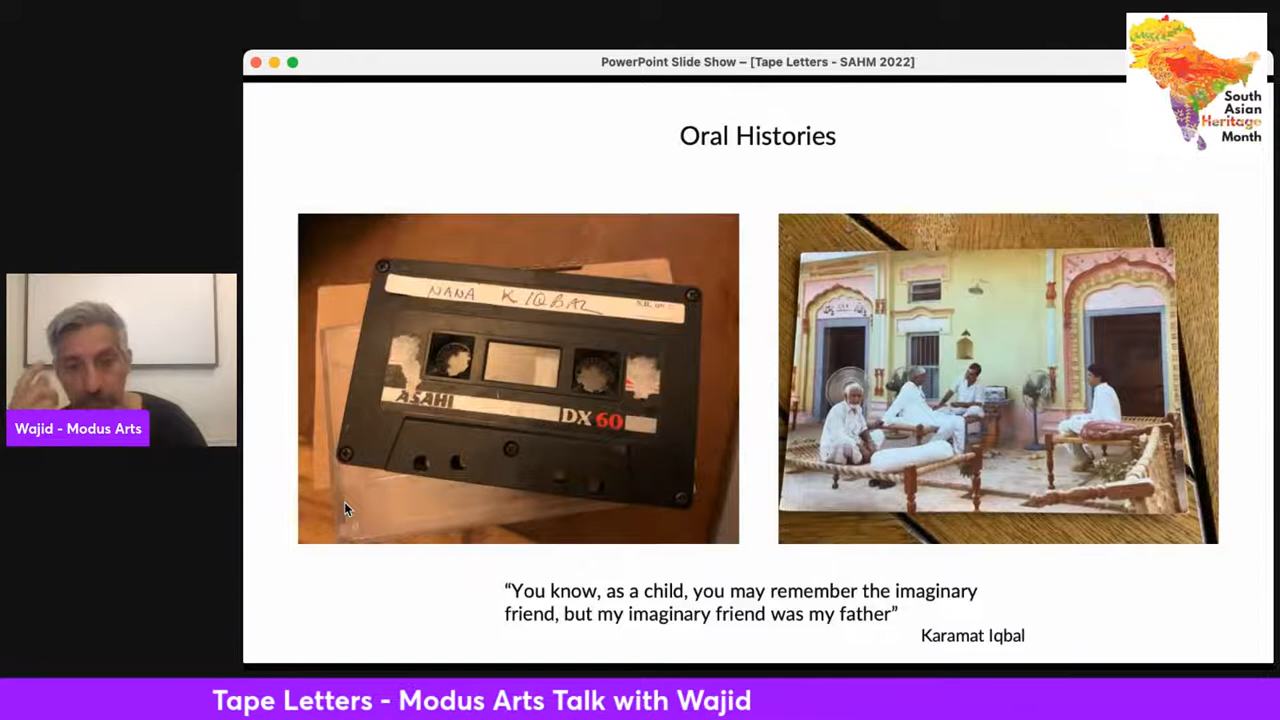 PowerPoint Slide Show – [Tape Letters - SAHM 2022]
South
Asian
Heritage
Month
Oral Histories
NANA K IQBAL
ASAHI
DX 60
Wajid - Modus Arts
“You know, as a child, you may remember the imaginary
friend, but my imaginary friend was my father”
Karamat Iqbal
Tape Letters - Modus Arts Talk with Wajid